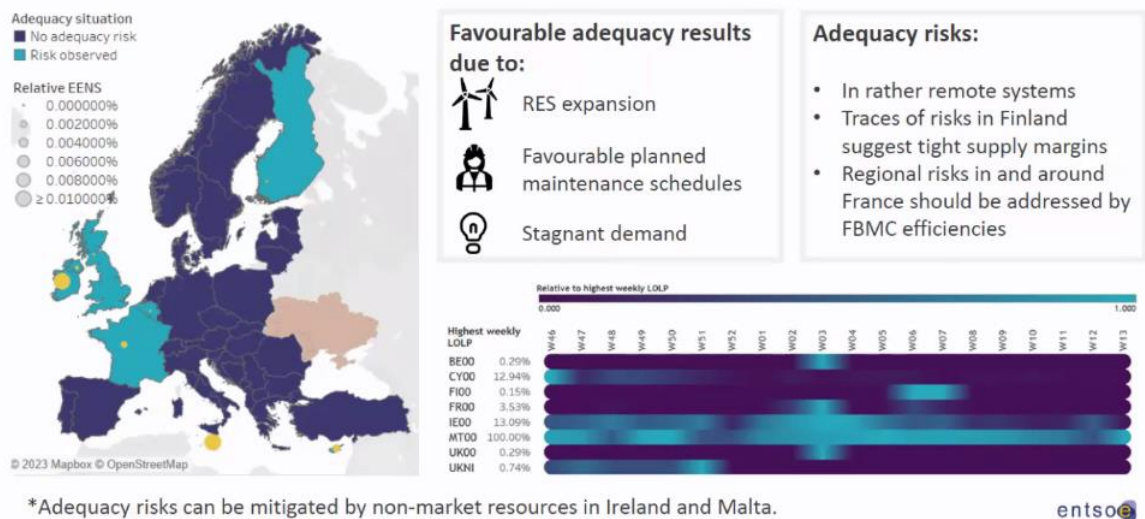 Adequacy situation
No adequacy risk
Risk observed
Relative EENS
0.000000%
0.002000%
0.004000%
0.006000%
0.008000%
≥ 0.010000%
© 2023 Mapbox © OpenStreetMap
Favourable adequacy results
due to:
RES expansion
Favourable planned
maintenance schedules
Stagnant demand
Adequacy risks:
• In rather remote systems
• Traces of risks in Finland
suggest tight supply margins
• Regional risks in and around
France should be addressed by
FBMC efficiencies
Relative to highest weekly LOLP
0.000 1.000
Highest weekly
LOLP
W46 W47 W48 W49 W50 W51 W52 W01 W02 W03 W04 W05 W06 W07 W08 W09 W10 W11 W12 W13
BE00 0.29%
CY00 12.94%
FI00 0.15%
FR00 3.53%
IE00 13.09%
MT00 100.00%
UK00 0.29%
UKNI 0.74%
*Adequacy risks can be mitigated by non-market resources in Ireland and Malta.
entsoe